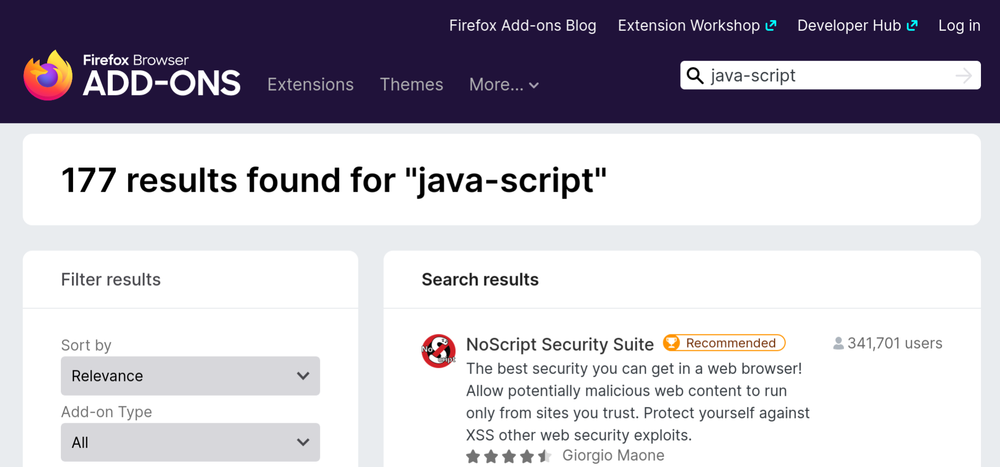 Firefox Add-ons Blog Extension Workshop Developer Hub Log in
Firefox Browser
ADD-ONS
Extensions Themes More...
java-script
177 results found for "java-script"
Filter results
Sort by
Relevance
Add-on Type
All
Search results
NoScript Security Suite Recommended 341,701 users
The best security you can get in a web browser!
Allow potentially malicious web content to run
only from sites you trust. Protect yourself against
XSS other web security exploits.
Giorgio Maone
No
cript